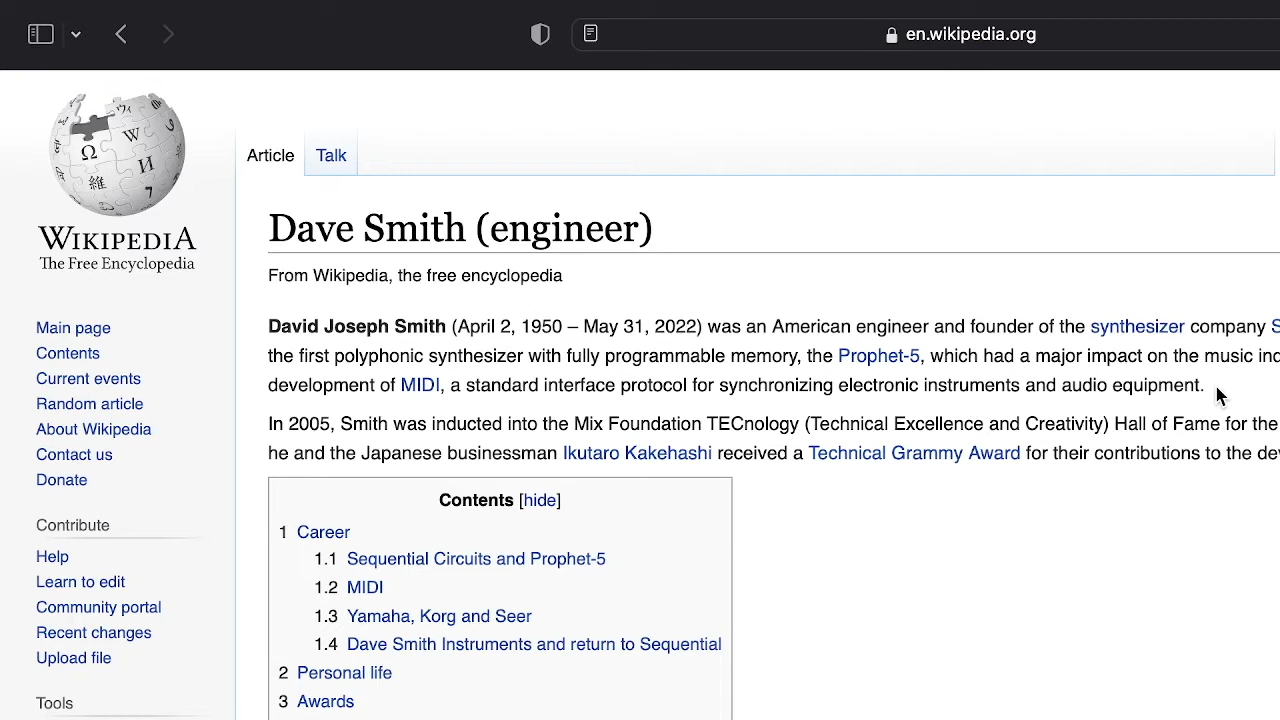 en.wikipedia.org
WIKIPEDIA
The Free Encyclopedia
Main page
Contents
Current events
Random article
About Wikipedia
Contact us
Donate
Contribute
Help
Learn to edit
Community portal
Recent changes
Upload file
Tools
Article Talk
Dave Smith (engineer)
From Wikipedia, the free encyclopedia
David Joseph Smith (April 2, 1950 – May 31, 2022) was an American engineer and founder of the synthesizer company S
the first polyphonic synthesizer with fully programmable memory, the Prophet-5, which had a major impact on the music ind
development of MIDI, a standard interface protocol for synchronizing electronic instruments and audio equipment.
In 2005, Smith was inducted into the Mix Foundation TECnology (Technical Excellence and Creativity) Hall of Fame for the
he and the Japanese businessman Ikutaro Kakehashi received a Technical Grammy Award for their contributions to the dev
Contents [hide]
1 Career
1.1 Sequential Circuits and Prophet-5
1.2 MIDI
1.3 Yamaha, Korg and Seer
1.4 Dave Smith Instruments and return to Sequential
2 Personal life
3 Awards